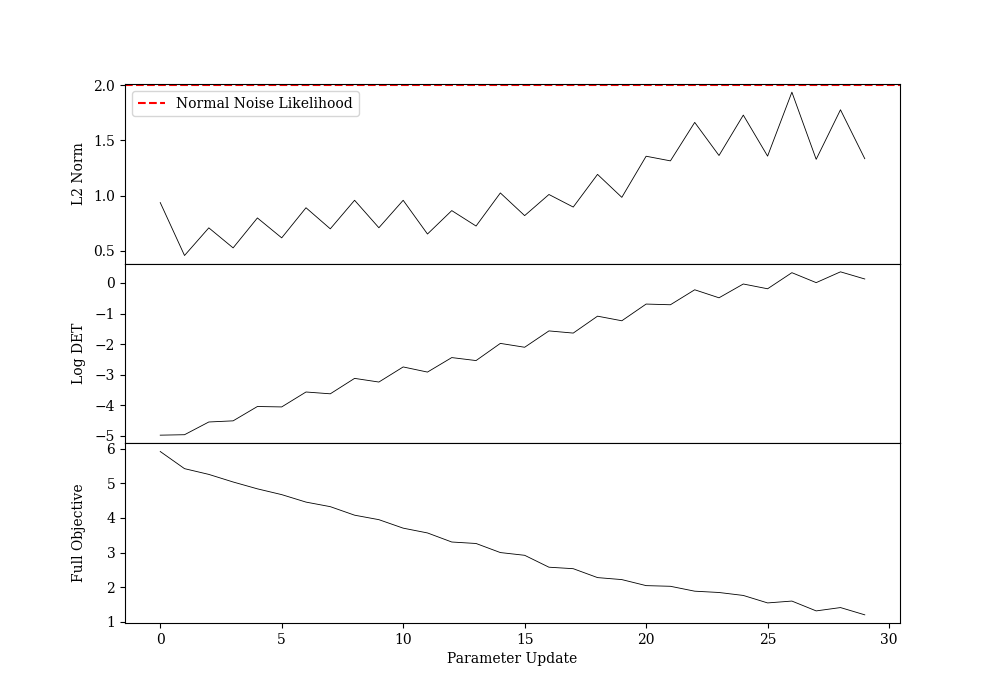 2.0
Normal Noise Likelihood
1.5
L2 Norm
1.0
0.5
0
−1
−2
Log DET
−3
−4
−5
6
5
4
Full Objective
3
2
1
0 5 10 15 20 25 30
Parameter Update